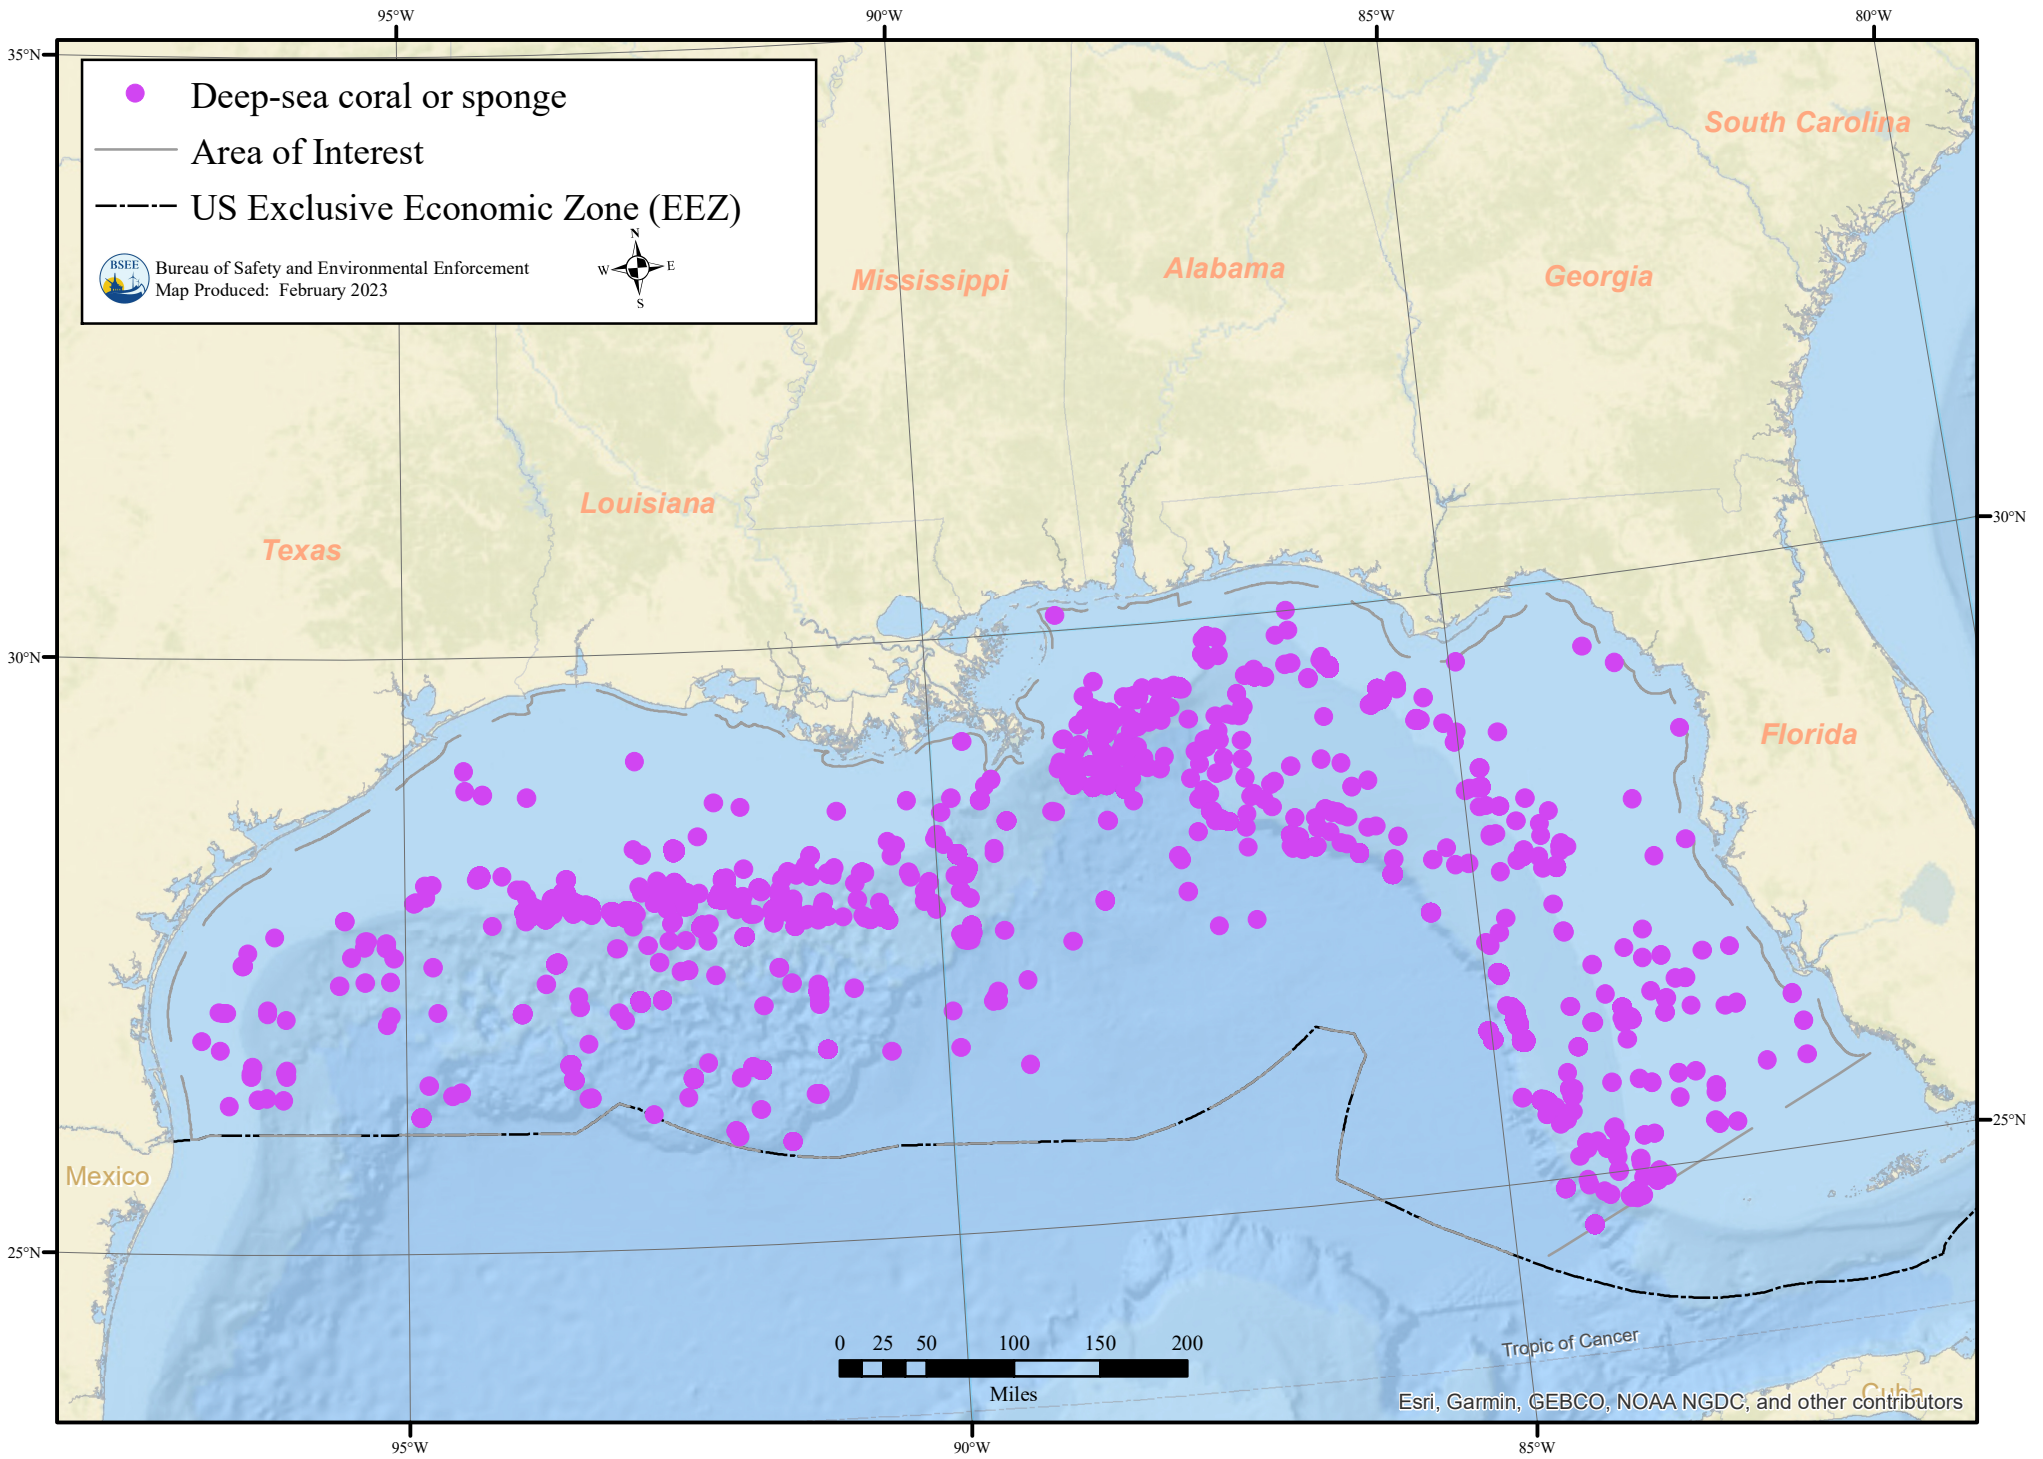 95°W 90°W 85°W 80°W
35°N
Deep-sea coral or sponge
Area of Interest
US Exclusive Economic Zone (EEZ)
N
W E
S
BSEE
Bureau of Safety and Environmental Enforcement
Map Produced: February 2023
South Carolina
Mississippi
Alabama
Georgia
Louisiana
Texas
30°N
30°N
Florida
25°N
Mexico
25°N
0 25 50 100 150 200
Miles
Tropic of Cancer
Cuba
Esri, Garmin, GEBCO, NOAA NGDC, and other contributors
95°W 90°W 85°W